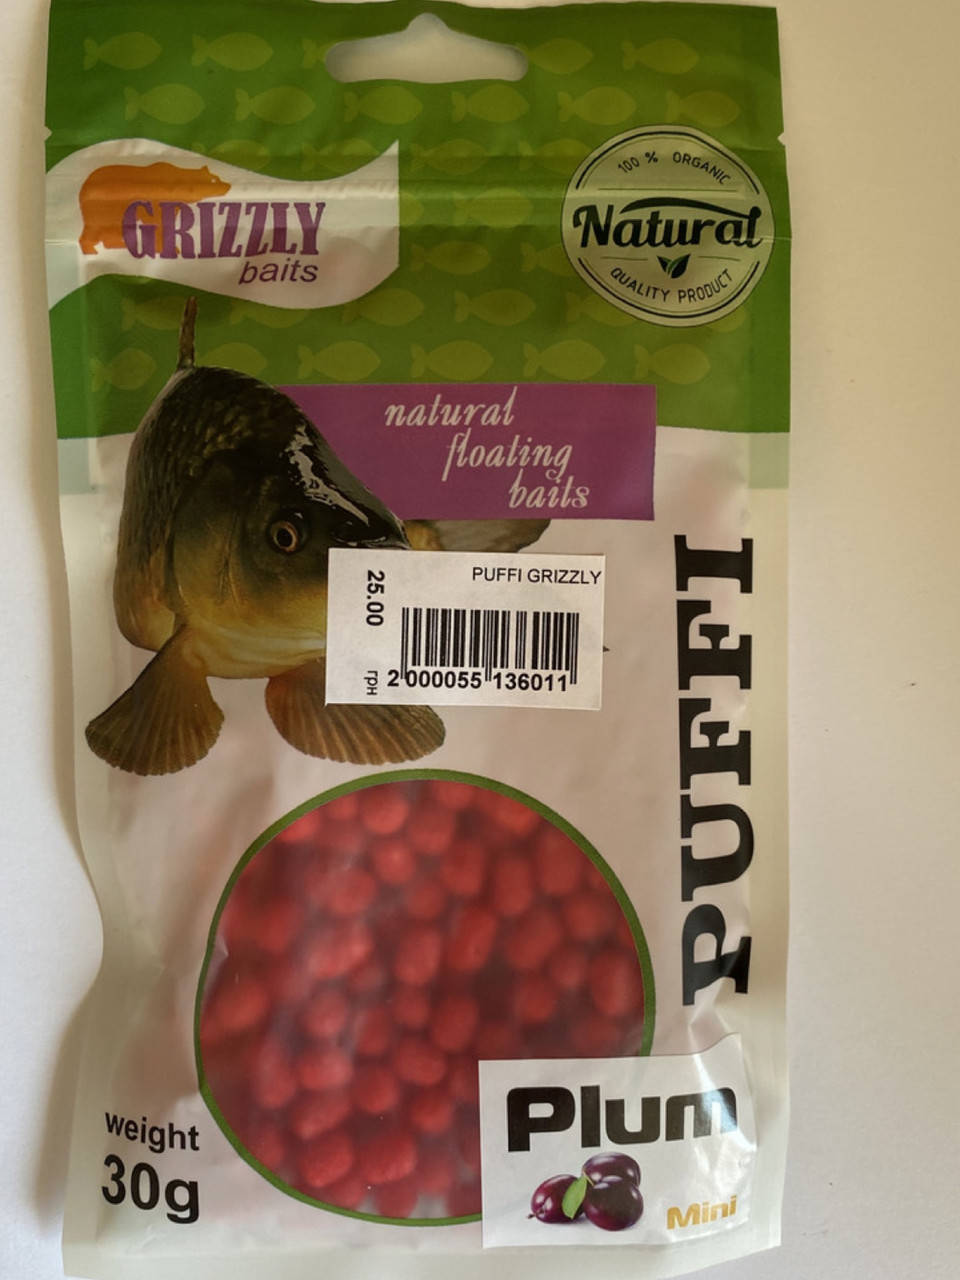 GRIZZLY
baits
100 % ORGANIC
Natural
QUALITY PRODUCT
natural
floating
baits
PUFFI GRIZZLY
25.00 грн
2 000055 136011
PUFFI
Plum
Mini
weight
30g